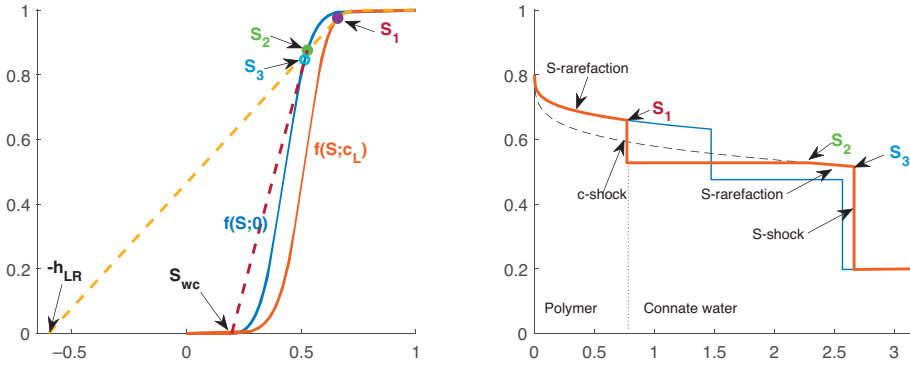 1
0.8
0.6
0.4
0.2
0
−0.5
0
0.5
1
S2
S3
S1
f(S;cL)
f(S;0)
-hLR
Swc
1
0.8
0.6
0.4
0.2
0
0
0.5
1
1.5
2
2.5
3
S-rarefaction
S1
S2
S3
c-shock
S-rarefaction
S-shock
Polymer
Connate water